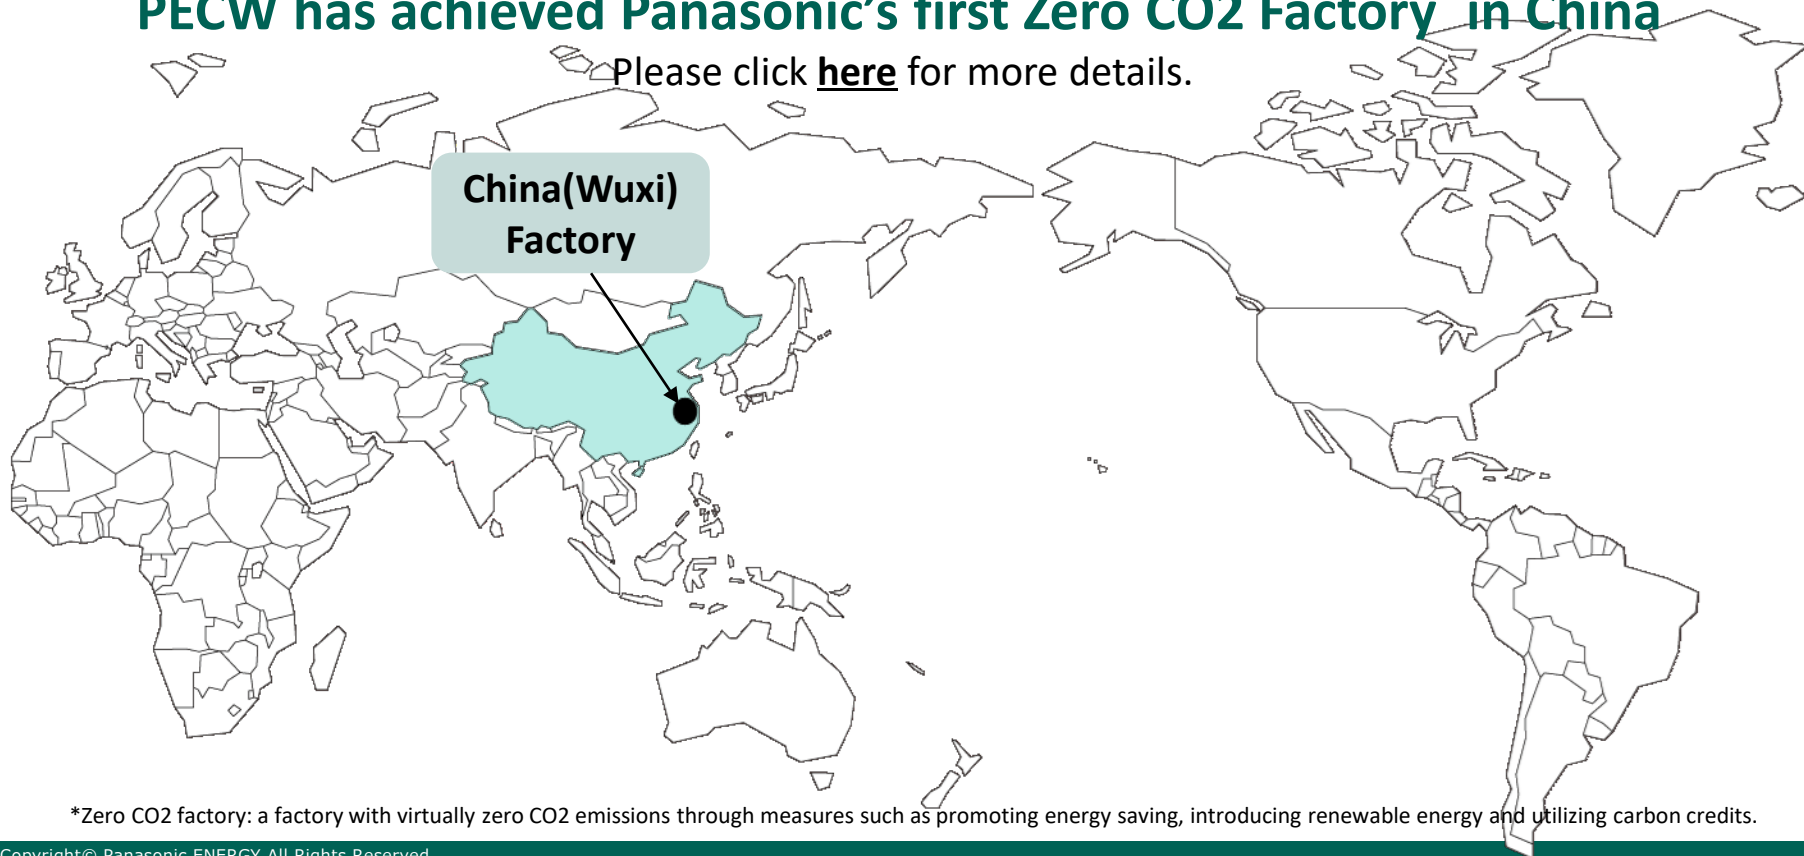 PECW has achieved Panasonic's first Zero CO2 Factory  in China
Please click here for more details.
China(Wuxi)
Factory
*Zero CO2 factory: a factory with virtually zero CO2 emissions through measures such as promoting energy saving, introducing renewable energy and utilizing carbon credits.
Copyright© Panasonic ENERGY All Rights Reserved